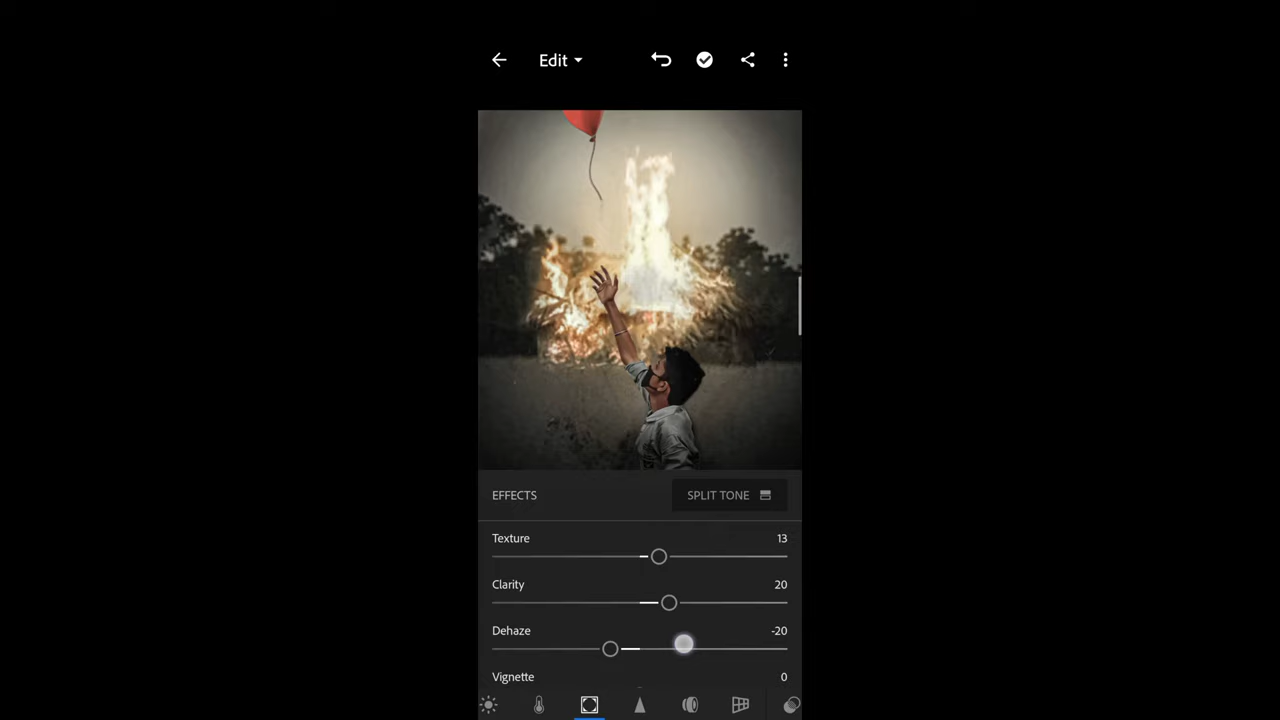 Edit
EFFECTS
SPLIT TONE
Texture 13
Clarity 20
Dehaze -20
Vignette 0